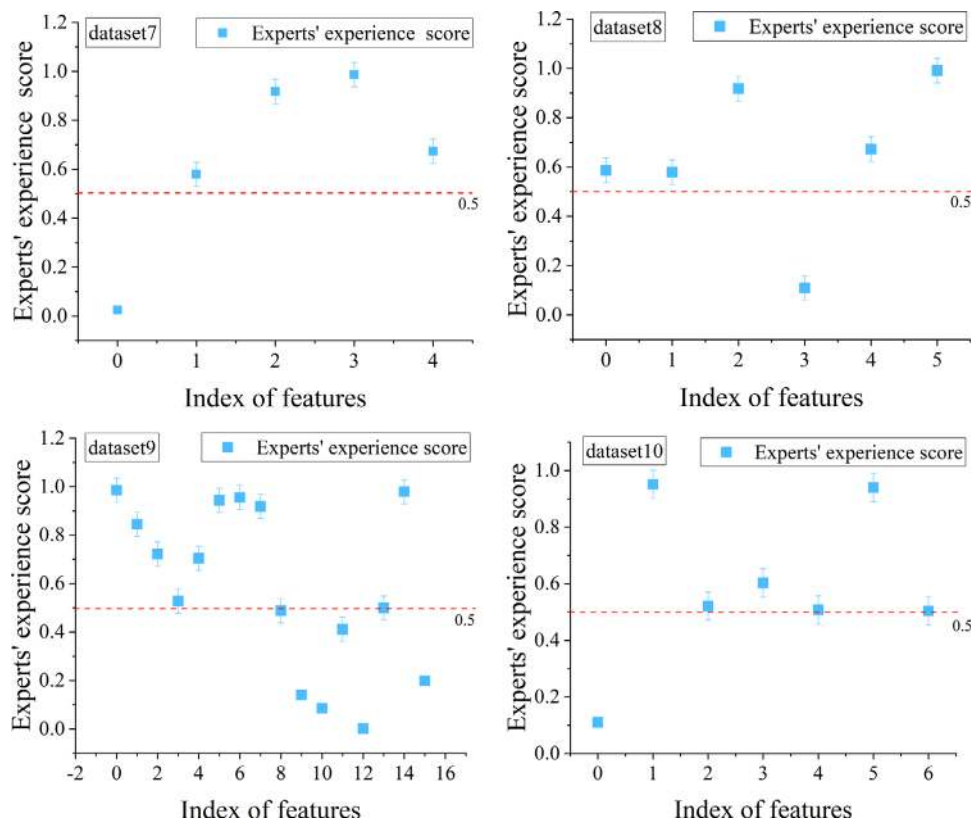 dataset7
Experts' experience score
Experts' experience score
1.2
1.0
0.8
0.6
0.4
0.2
0.0
0.5
0 1 2 3 4
Index of features
dataset8
Experts' experience score
Experts' experience score
1.2
1.0
0.8
0.6
0.4
0.2
0.0
0.5
0 1 2 3 4 5
Index of features
dataset9
Experts' experience score
Experts' experience score
1.2
1.0
0.8
0.6
0.4
0.2
0.0
0.5
-2 0 2 4 6 8 10 12 14 16
Index of features
dataset10
Experts' experience score
Experts' experience score
1.0
0.8
0.6
0.4
0.2
0.0
0.5
0 1 2 3 4 5 6
Index of features